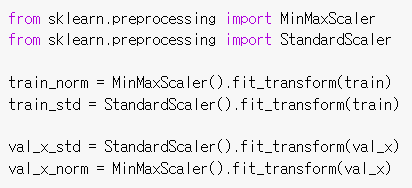 from sklearn.preprocessing import MinMaxScaler
from sklearn.preprocessing import StandardScaler
train_norm = MinMaxScaler().fit_transform(train)
train_std = StandardScaler().fit_transform(train)
val_x_std = StandardScaler().fit_transform(val_x)
val_x_norm = MinMaxScaler().fit_transform(val_x)